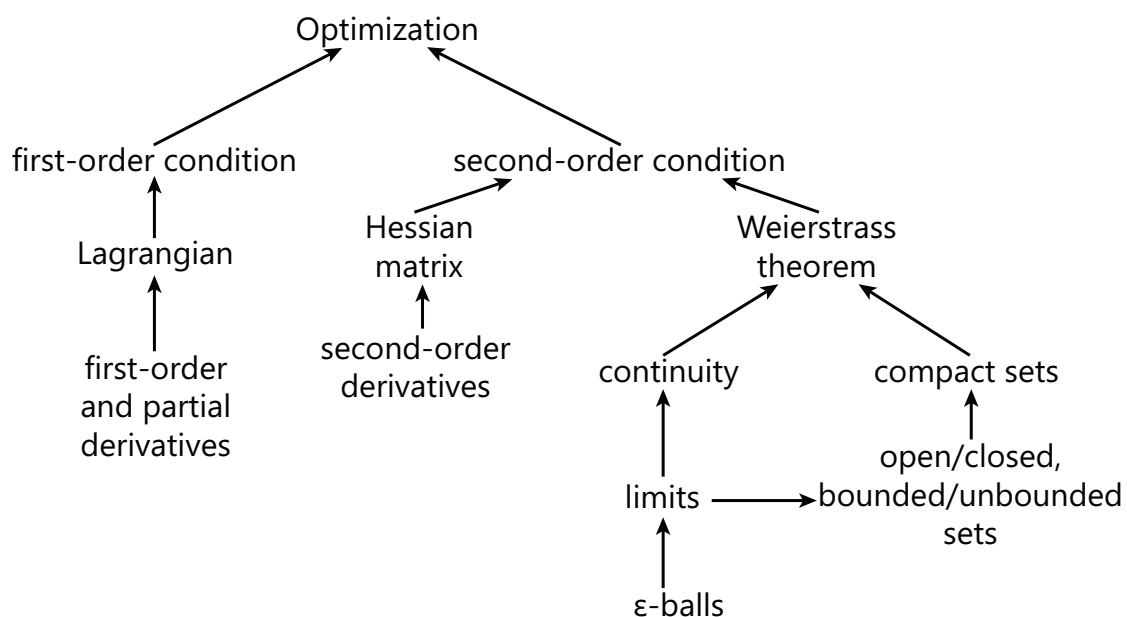 Optimization
first-order condition
second-order condition
Lagrangian
Hessian
matrix
Weierstrass
theorem
first-order
and partial
derivatives
second-order
derivatives
continuity
compact sets
limits
open/closed,
bounded/unbounded
sets
ε-balls